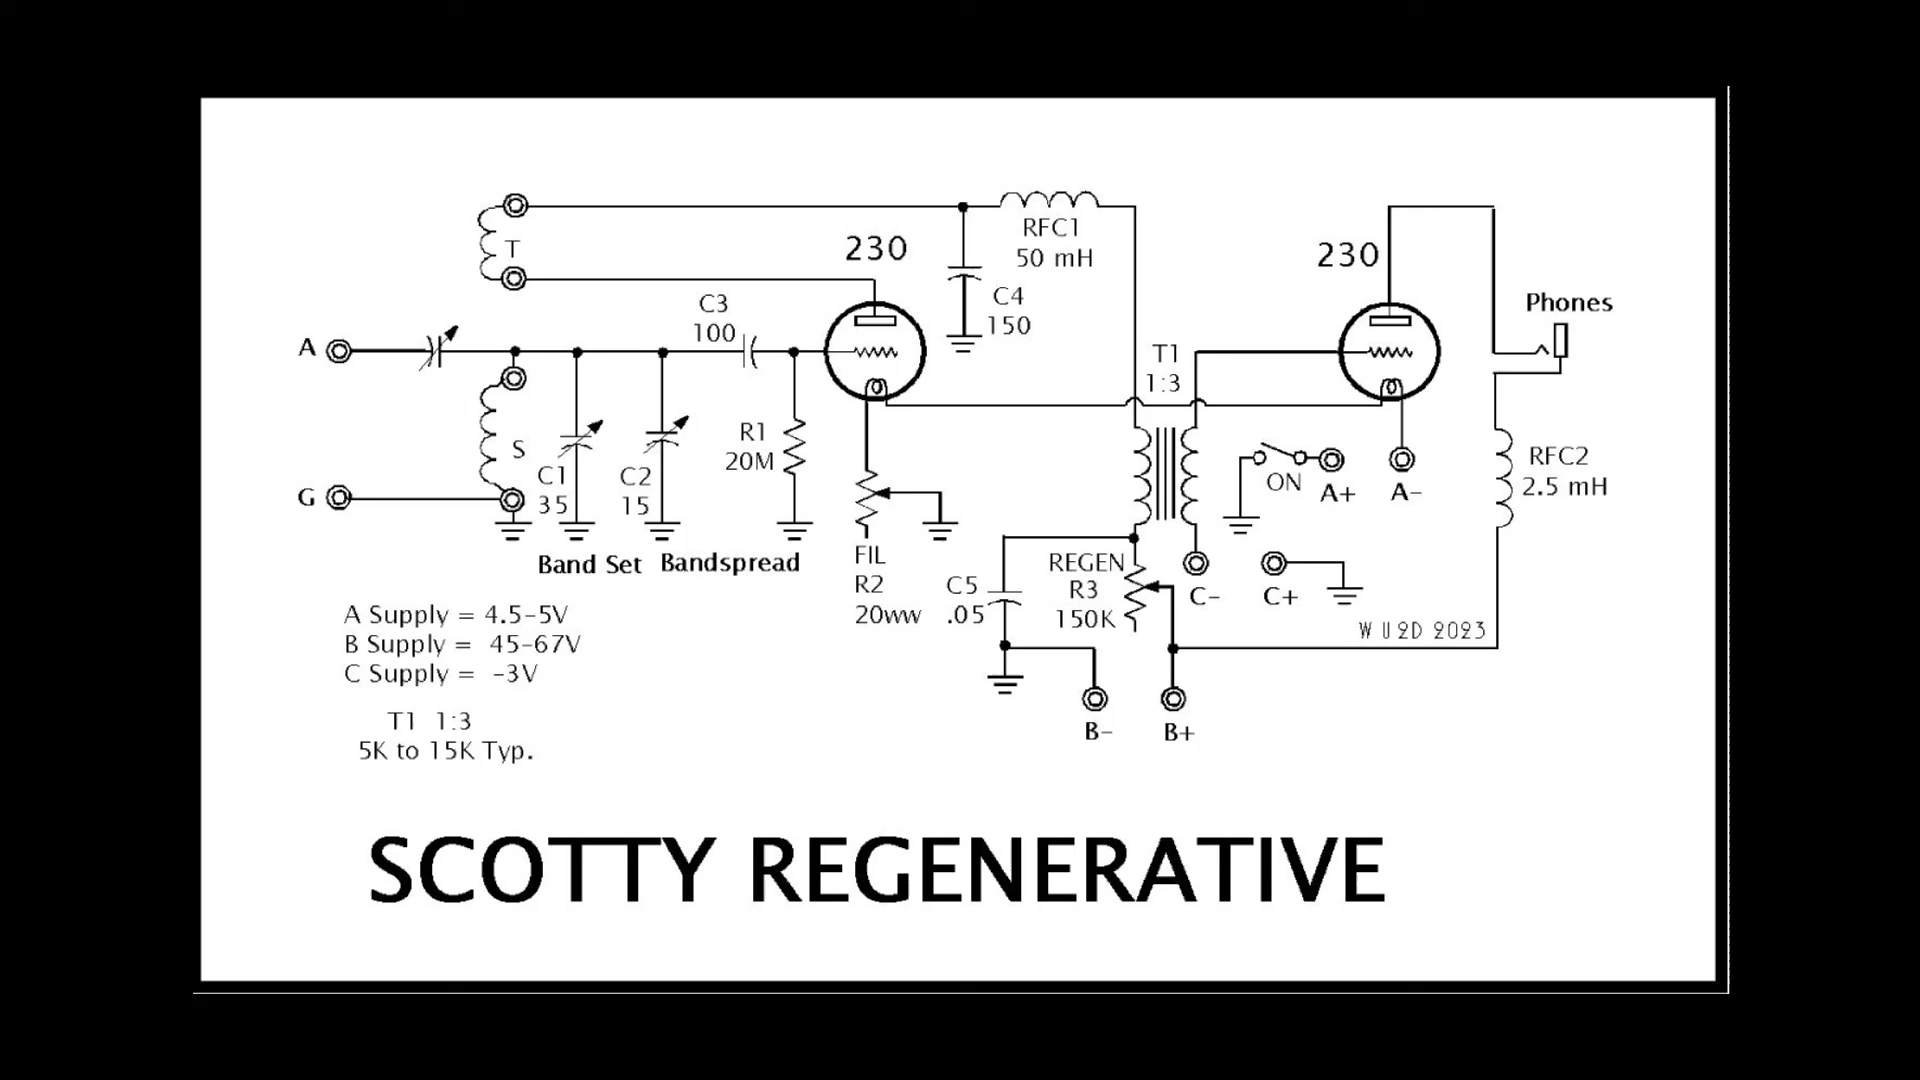 RFC1
50 mH
T
230
230
C3
100
C4
150
Phones
A
T1
1:3
R1
20M
S
C1
35
C2
15
RFC2
2.5 mH
ON
A+
A-
G
Band Set
Bandspread
FIL
R2
20ww
C5
.05
REGEN
R3
150K
C-
C+
WU2D 2023
A Supply = 4.5-5V
B Supply = 45-67V
C Supply = -3V
T1 1:3
5K to 15K Typ.
B-
B+
SCOTTY REGENERATIVE